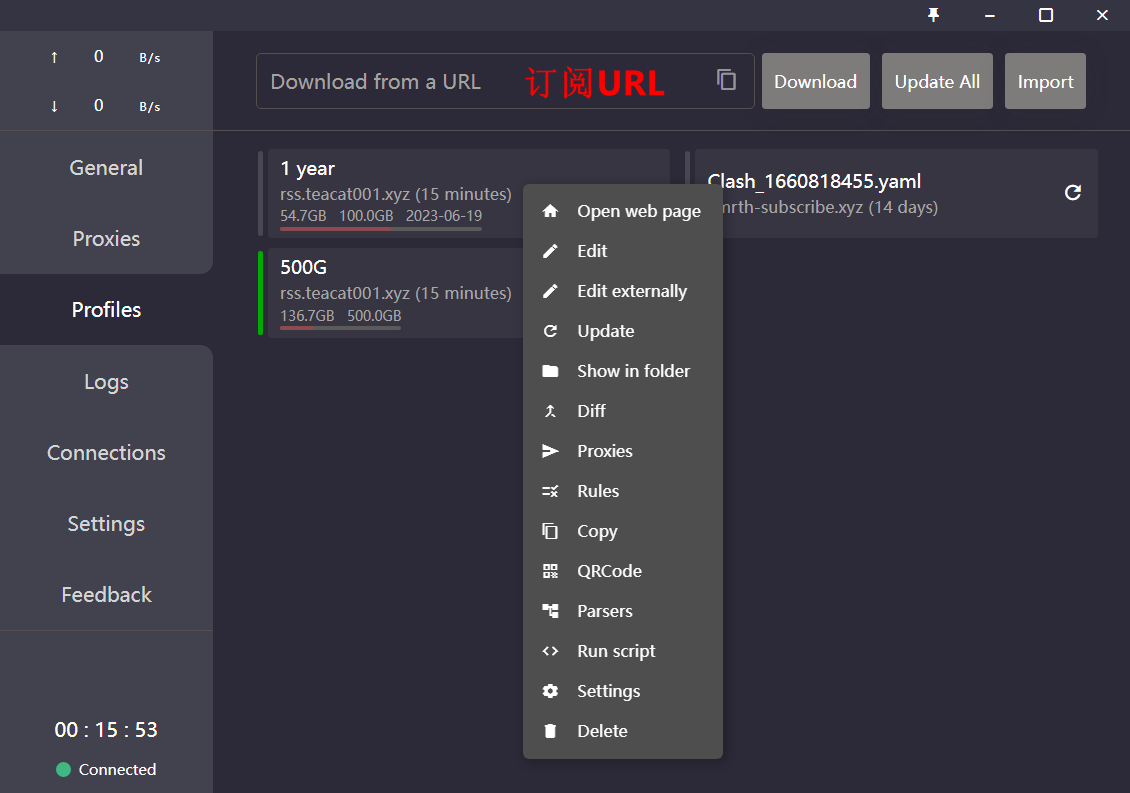 ↑ 0 B/s
↓ 0 B/s
General
Proxies
Profiles
Logs
Connections
Settings
Feedback
00 : 15 : 53
Connected
Download from a URL 订阅URL Download Update All Import
1 year
rss.teacat001.xyz (15 minutes)
54.7GB 100.0GB 2023-06-19
Clash_1660818455.yaml
mrth-subscribe.xyz (14 days)
500G
rss.teacat001.xyz (15 minutes)
136.7GB 500.0GB
Open web page
Edit
Edit externally
Update
Show in folder
Diff
Proxies
Rules
Copy
QRCode
Parsers
Run script
Settings
Delete